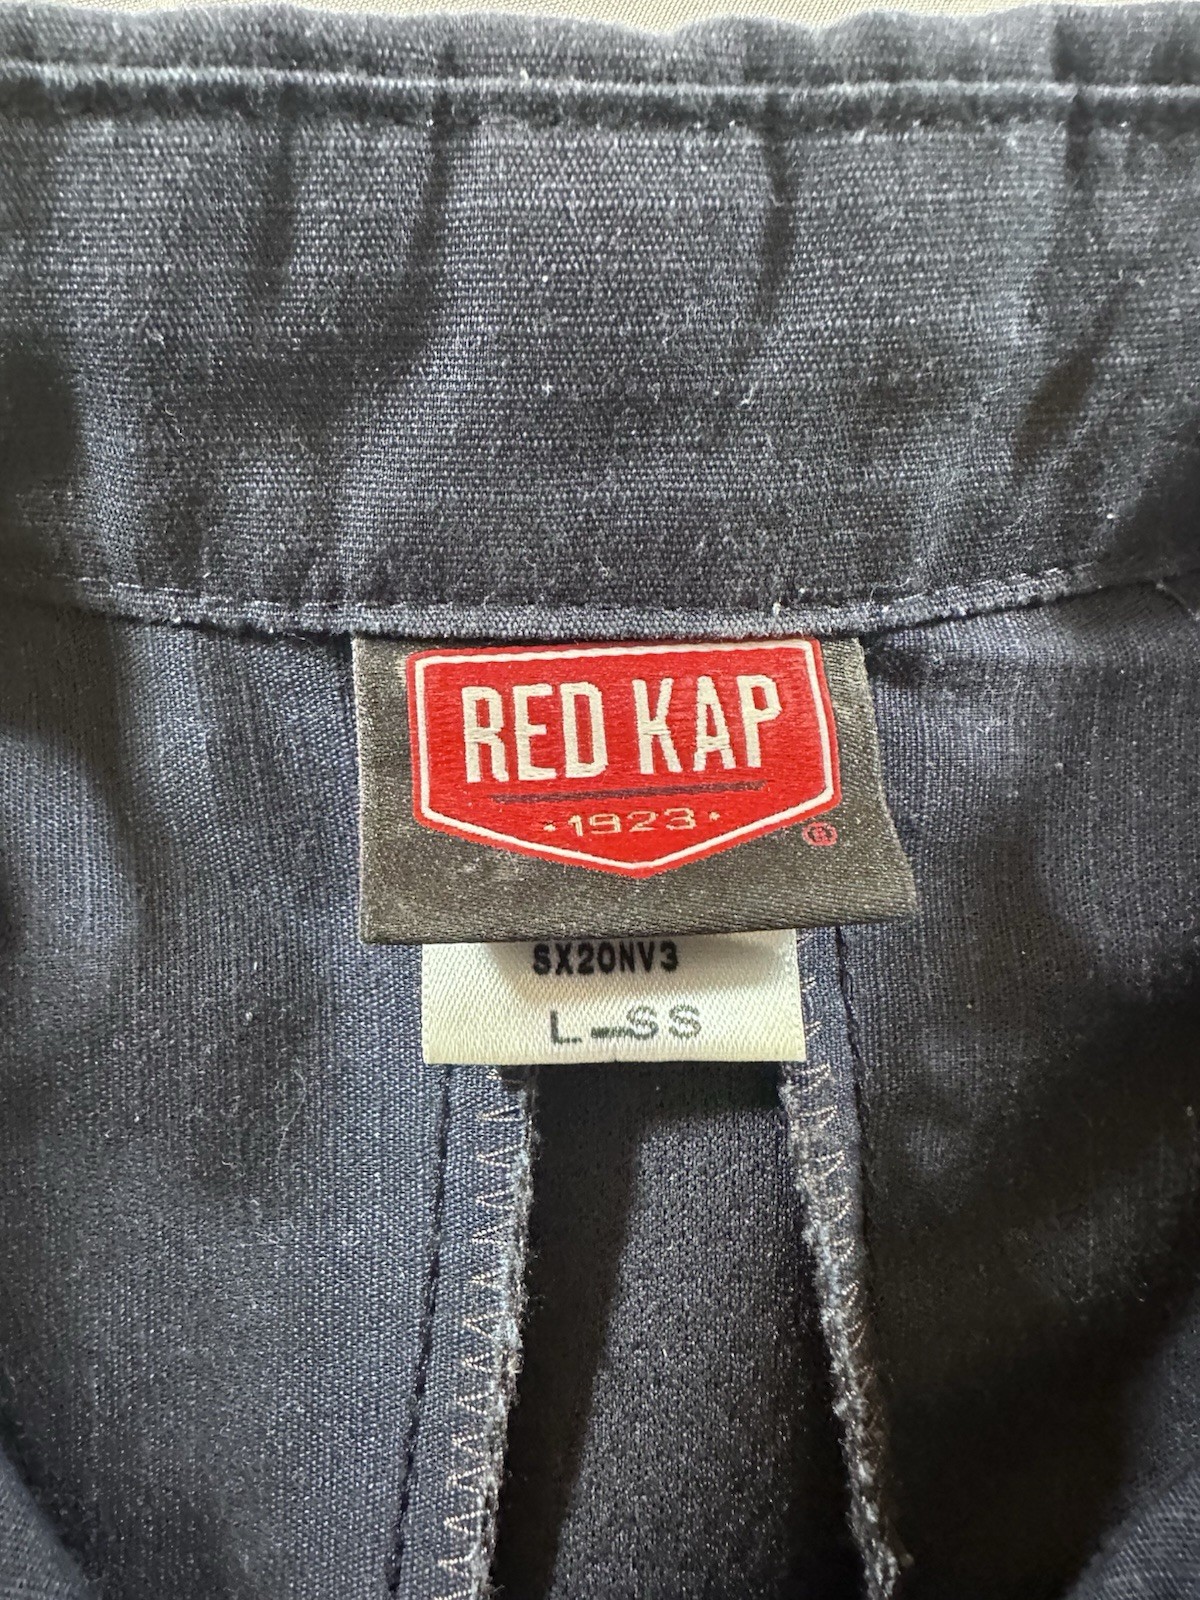 RED KAP
·1923·
®
SX20NV3
L-SS